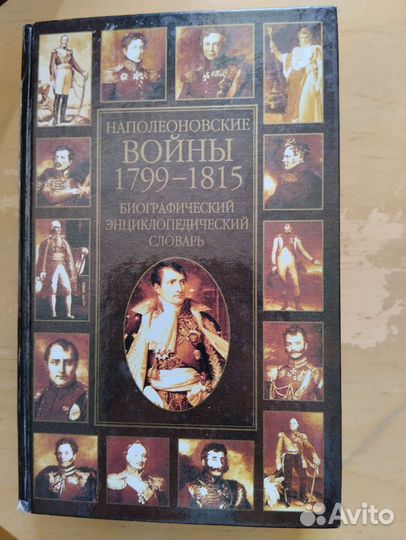 НАПОЛЕОНОВСКИЕ
ВОЙНЫ
1799–1815
БИОГРАФИЧЕСКИЙ
ЭНЦИКЛОПЕДИЧЕСКИЙ
СЛОВАРЬ
Avito